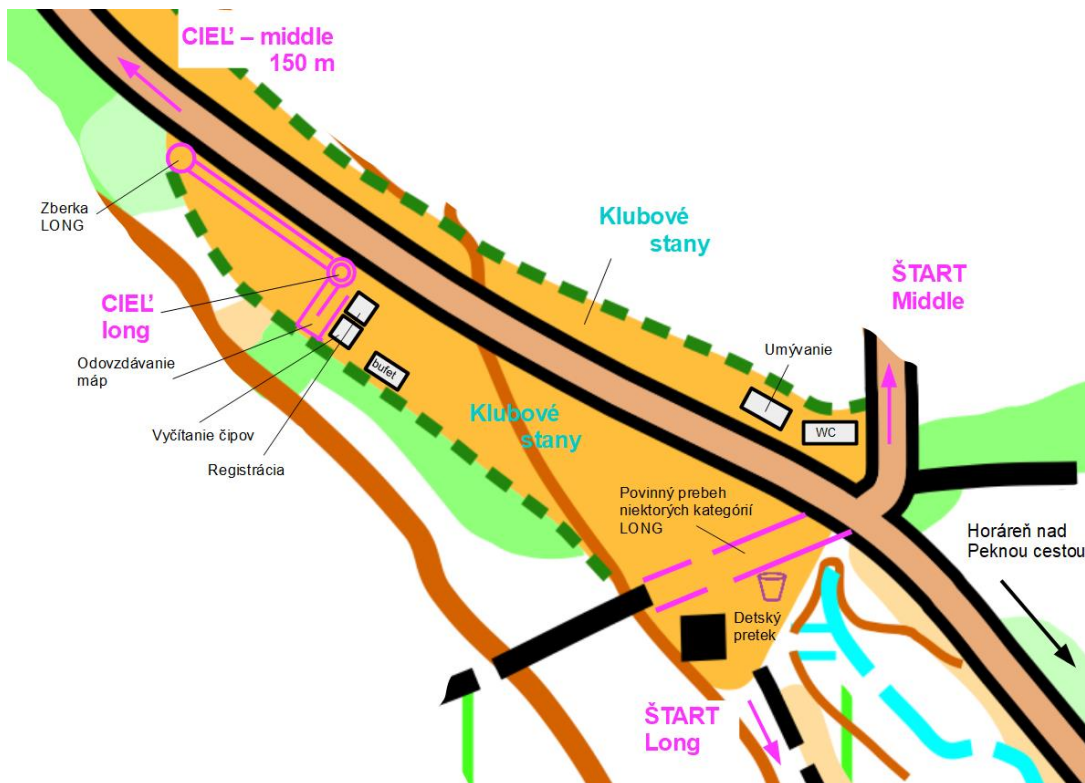 CIEĽ – middle
150 m
Zberka
LONG
Klubové
stany
ŠTART
Middle
CIEĽ
long
Odovzdávanie
máp
bufet
Umývanie
WC
Klubové
stany
Vyčítanie čipov
Registrácia
Povinný prebeh
niektorých kategórií
LONG
Horáreň nad
Peknou cestou
Detský
pretek
ŠTART
Long